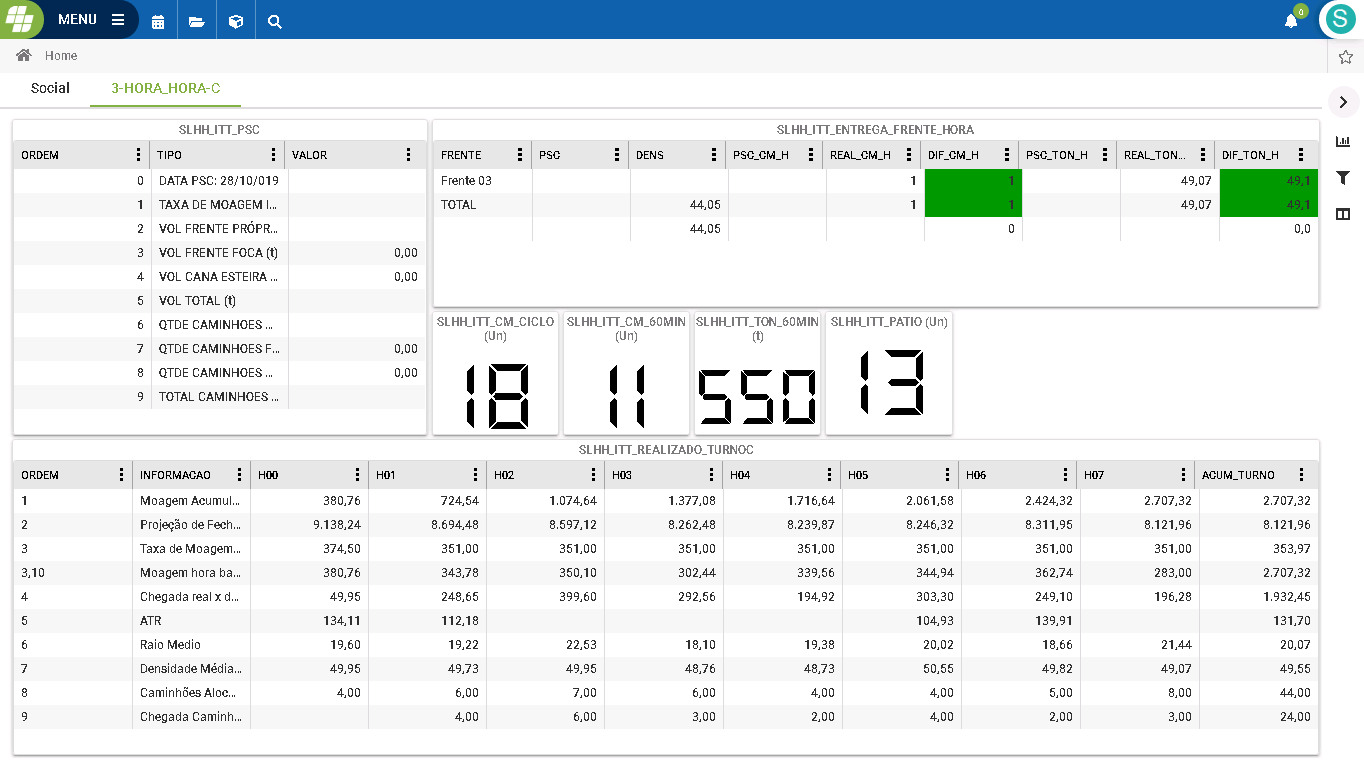 MENU
0
S
Home
Social 3-HORA_HORA-C
SLHH_ITT_PSC
ORDEM TIPO VALOR
0 DATA PSC: 28/10/019
1 TAXA DE MOAGEM I...
2 VOL FRENTE PRÓPR...
3 VOL FRENTE FOCA (t) 0,00
4 VOL CANA ESTEIRA ... 0,00
5 VOL TOTAL (t)
6 QTDE CAMINHOES ...
7 QTDE CAMINHOES F... 0,00
8 QTDE CAMINHOES ... 0,00
9 TOTAL CAMINHOES ...
SLHH_ITT_ENTREGA_FRENTE_HORA
FRENTE PSC DENS PSC_CM_H REAL_CM_H DIF_CM_H PSC_TON_H REAL_TON... DIF_TON_H
Frente 03 1 1 49,07 49,1
TOTAL 44,05 1 1 49,07 49,1
44,05 0 0,0
SLHH_ITT_CM_CICLO (Un)
18
SLHH_ITT_CM_60MIN (Un)
11
SLHH_ITT_TON_60MIN (t)
550
SLHH_ITT_PATIO (Un)
13
SLHH_ITT_REALIZADO_TURNOC
ORDEM INFORMACAO H00 H01 H02 H03 H04 H05 H06 H07 ACUM_TURNO
1 Moagem Acumul... 380,76 724,54 1.074,64 1.377,08 1.716,64 2.061,58 2.424,32 2.707,32 2.707,32
2 Projeção de Fech... 9.138,24 8.694,48 8.597,12 8.262,48 8.239,87 8.246,32 8.311,95 8.121,96 8.121,96
3 Taxa de Moagem... 374,50 351,00 351,00 351,00 351,00 351,00 351,00 351,00 353,97
3,10 Moagem hora ba... 380,76 343,78 350,10 302,44 339,56 344,94 362,74 283,00 2.707,32
4 Chegada real x d... 49,95 248,65 399,60 292,56 194,92 303,30 249,10 196,28 1.932,45
5 ATR 134,11 112,18 104,93 139,91 131,70
6 Raio Medio 19,60 19,22 22,53 18,10 19,38 20,02 18,66 21,44 20,07
7 Densidade Média... 49,95 49,73 49,95 48,76 48,73 50,55 49,82 49,07 49,55
8 Caminhões Aloc... 4,00 6,00 7,00 6,00 4,00 4,00 5,00 8,00 44,00
9 Chegada Caminh... 4,00 6,00 3,00 2,00 4,00 2,00 3,00 24,00